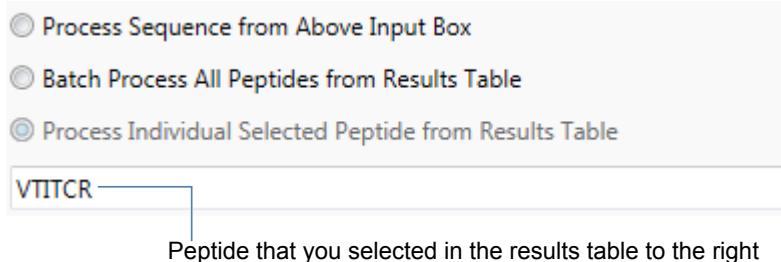 Process Sequence from Above Input Box
Batch Process All Peptides from Results Table
Process Individual Selected Peptide from Results Table
VTITCR
Peptide that you selected in the results table to the right